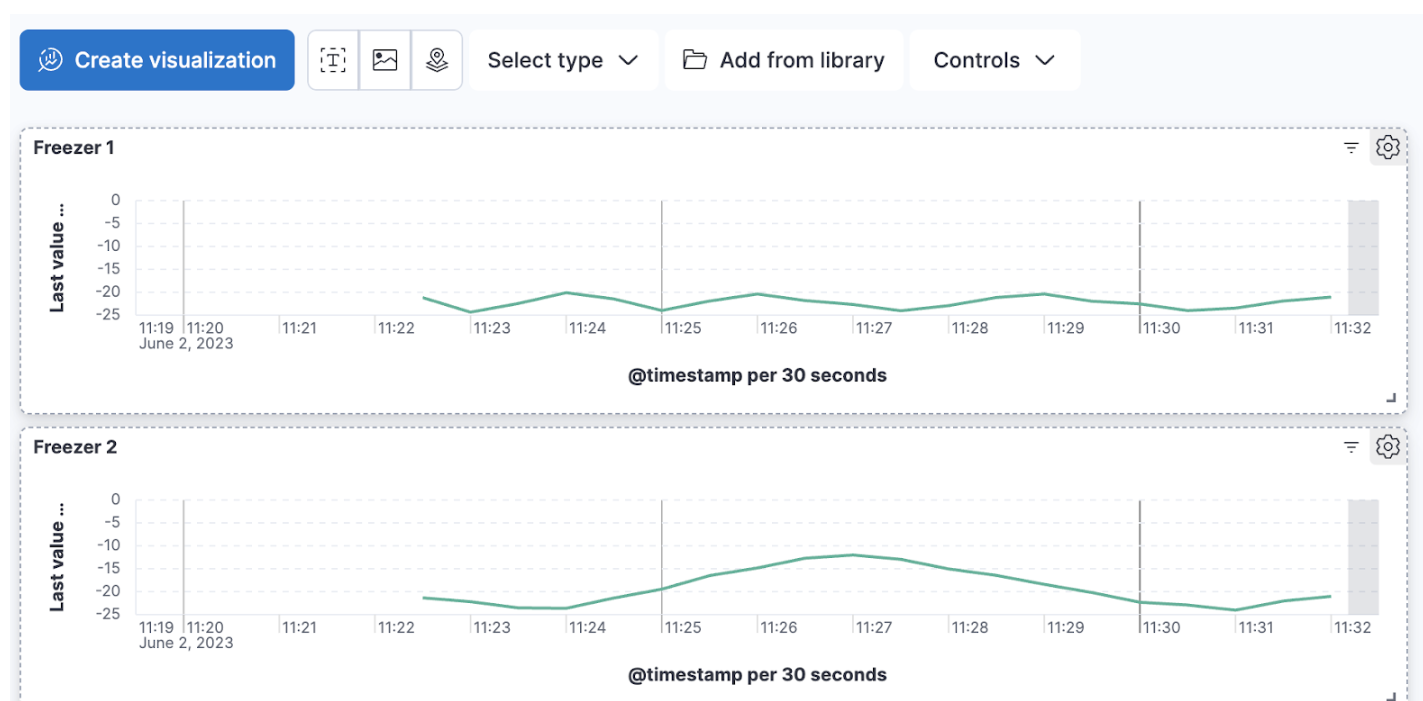 Create visualization T Select type Add from library Controls
Freezer 1
Last value ...
0
-5
-10
-15
-20
-25
11:19 11:20 11:21 11:22 11:23 11:24 11:25 11:26 11:27 11:28 11:29 11:30 11:31 11:32
June 2, 2023
@timestamp per 30 seconds
Freezer 2
Last value ...
0
-5
-10
-15
-20
-25
11:19 11:20 11:21 11:22 11:23 11:24 11:25 11:26 11:27 11:28 11:29 11:30 11:31 11:32
June 2, 2023
@timestamp per 30 seconds